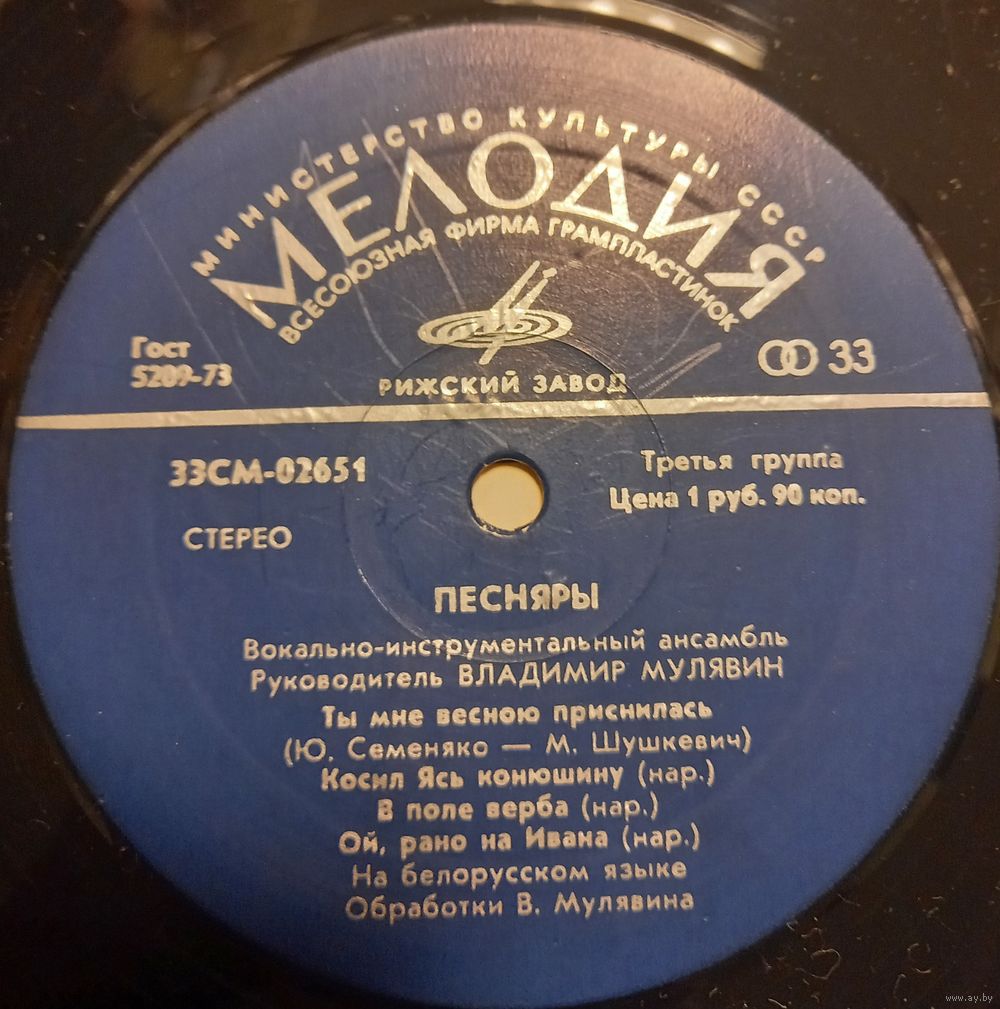 МИНИСТЕРСТВО КУЛЬТУРЫ СССР
МЕЛОДИЯ
ВСЕСОЮЗНАЯ ФИРМА ГРАМПЛАСТИНОК
Гост
5289-73
33
РИЖСКИЙ ЗАВОД
33СМ-02651
Третья группа
Цена 1 руб. 90 коп.
СТЕРЕО
ПЕСНЯРЫ
Вокально-инструментальный ансамбль
Руководитель ВЛАДИМИР МУЛЯВИН
Ты мне весною приснилась
(Ю. Семеняко — М. Шушкевич)
Косил Ясь конюшину (нар.)
В поле верба (нар.)
Ой, рано на Ивана (нар.)
На белорусском языке
Обработки В. Мулявина
www.ay.by